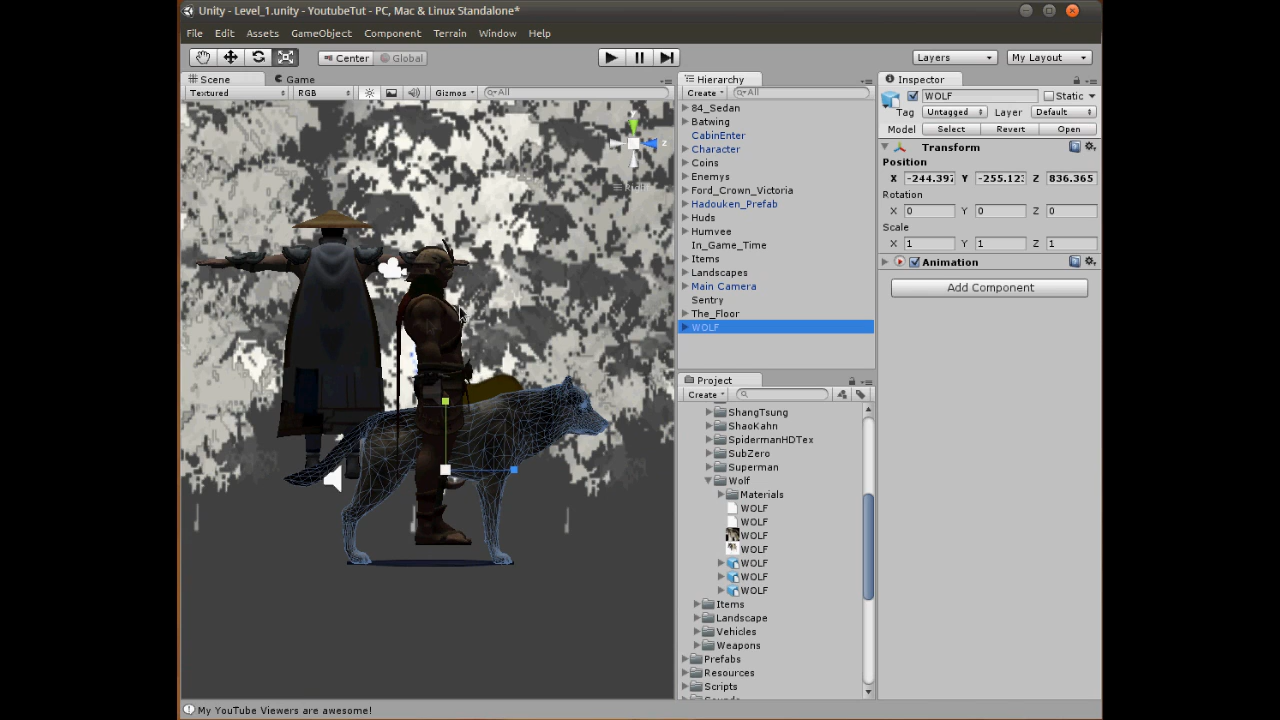 Unity - Level_1.unity - YoutubeTut - PC, Mac & Linux Standalone*
File Edit Assets GameObject Component Terrain Window Help
Center Global Layers My Layout
Scene Game
Textured RGB Gizmos All
z
Hierarchy
Create All
84_Sedan
Batwing
CabinEnter
Character
Coins
Enemys
Ford_Crown_Victoria
Hadouken_Prefab
Huds
Humvee
In_Game_Time
Items
Landscapes
Main Camera
Sentry
The_Floor
WOLF
Project
Create
ShangTsung
ShaoKahn
SpidermanHDTex
SubZero
Superman
Wolf
Materials
WOLF
WOLF
WOLF
WOLF
WOLF
WOLF
WOLF
Items
Landscape
Vehicles
Weapons
Prefabs
Resources
Scripts
Inspector
WOLF Static
Tag Untagged Layer Default
Model Select Revert Open
Transform
Position
X -244.397 Y -255.12 Z 836.365
Rotation
X 0 Y 0 Z 0
Scale
X 1 Y 1 Z 1
Animation
Add Component
My YouTube Viewers are awesome!